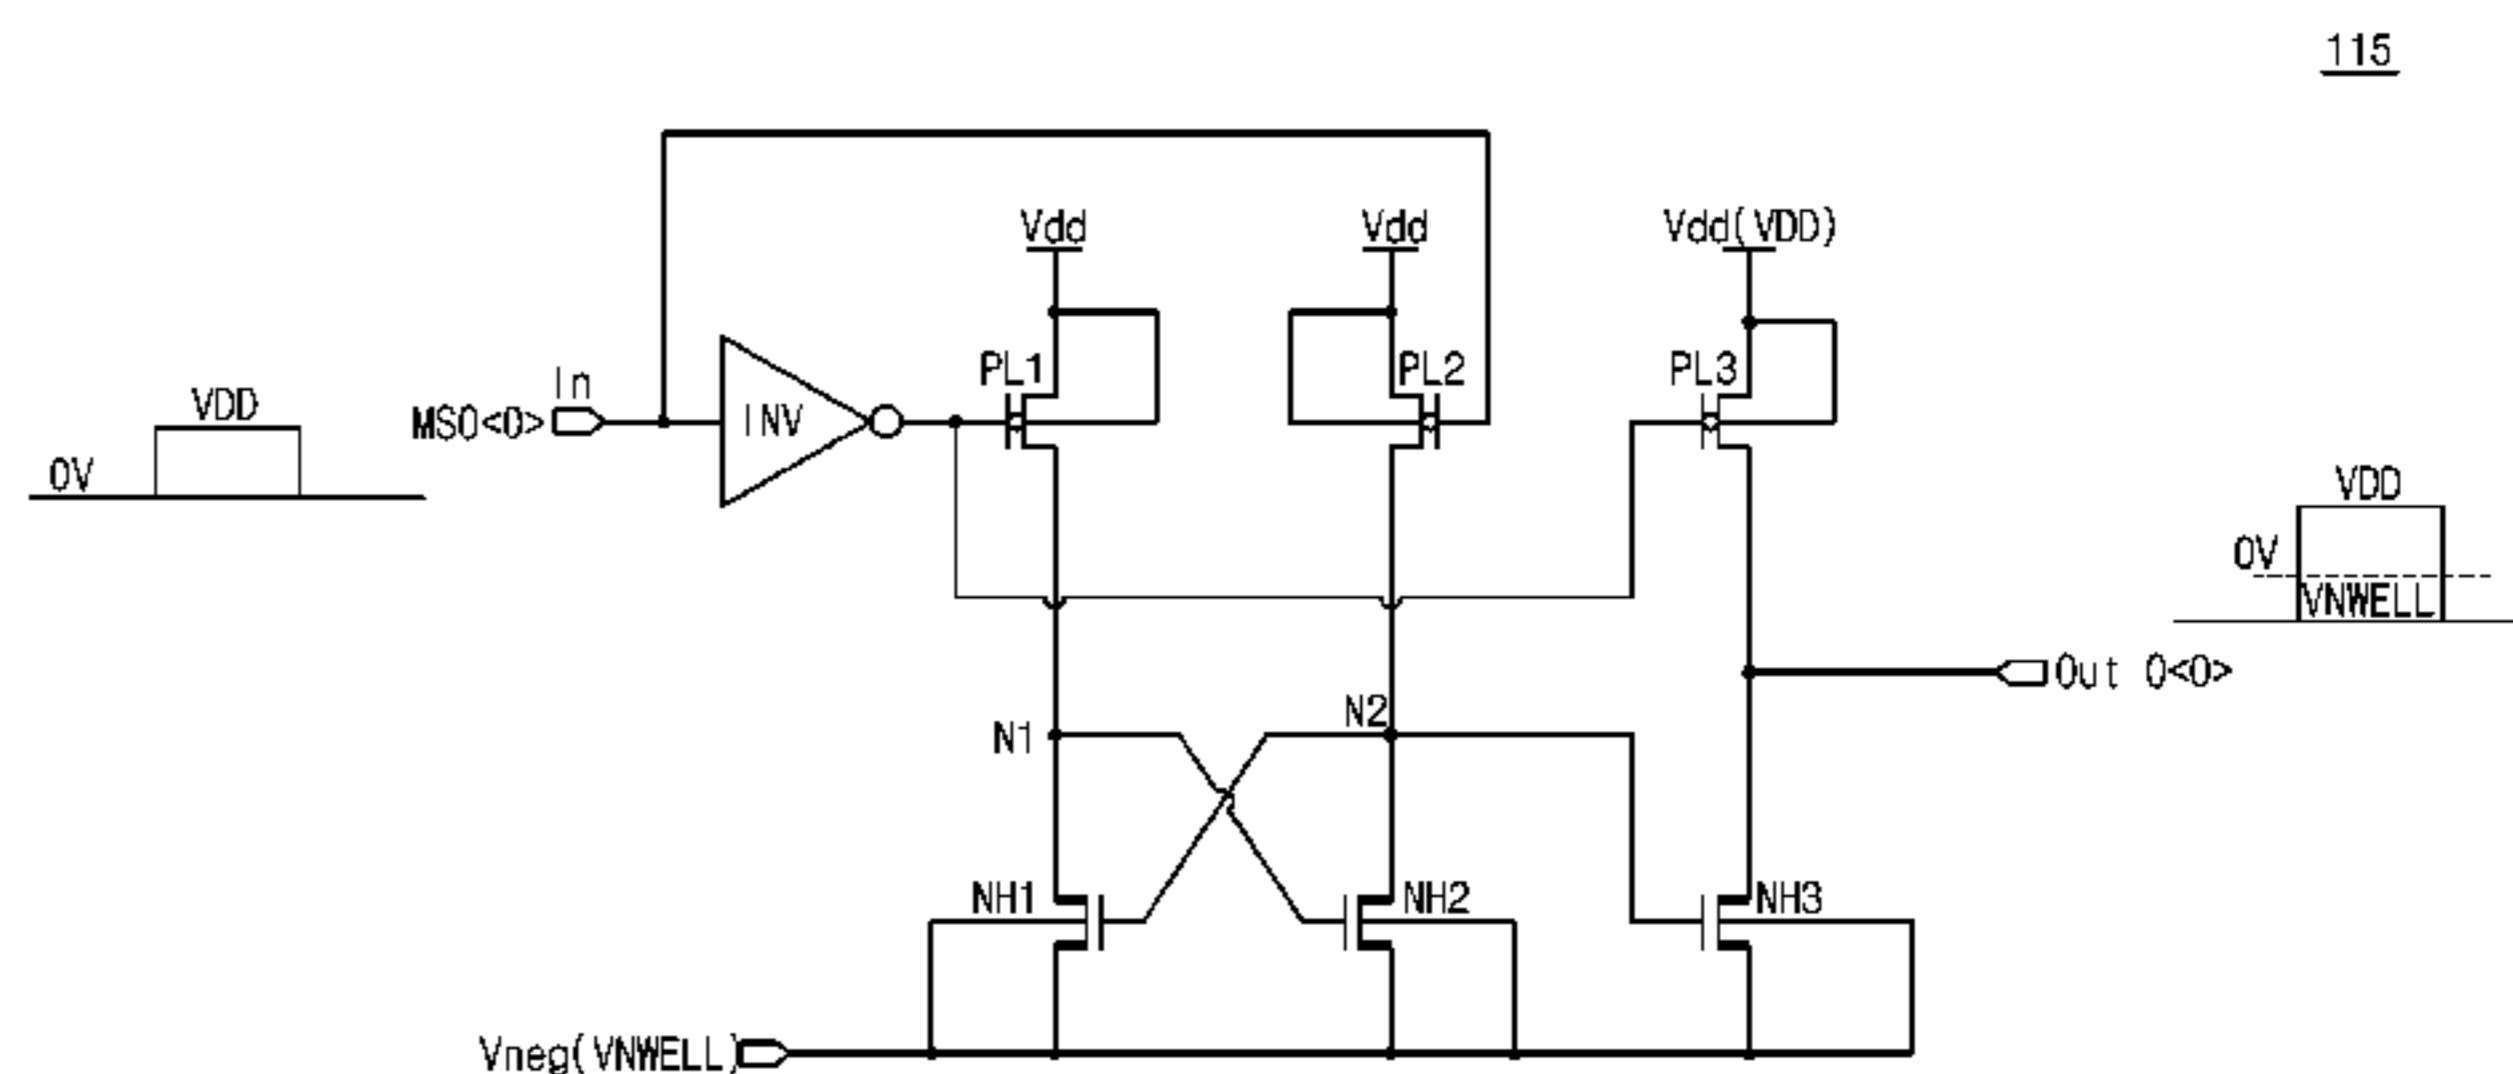 115
Vdd
Vdd
Vdd(VDD)
PL1
PL2
PL3
In
VDD
MS0<0>
INV
0V
VDD
0V
VNWELL
Out 0<0>
N1
N2
NH1
NH2
NH3
Vneg(VNWELL)